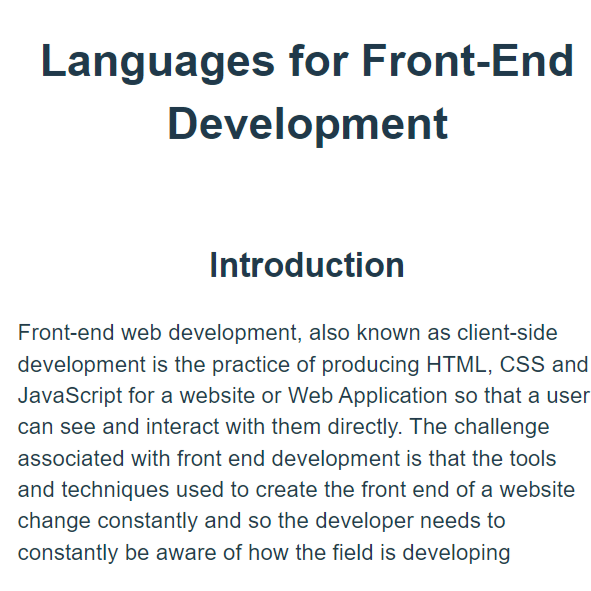 Languages for Front-End
Development
Introduction
Front-end web development, also known as client-side
development is the practice of producing HTML, CSS and
JavaScript for a website or Web Application so that a user
can see and interact with them directly. The challenge
associated with front end development is that the tools
and techniques used to create the front end of a website
change constantly and so the developer needs to
constantly be aware of how the field is developing